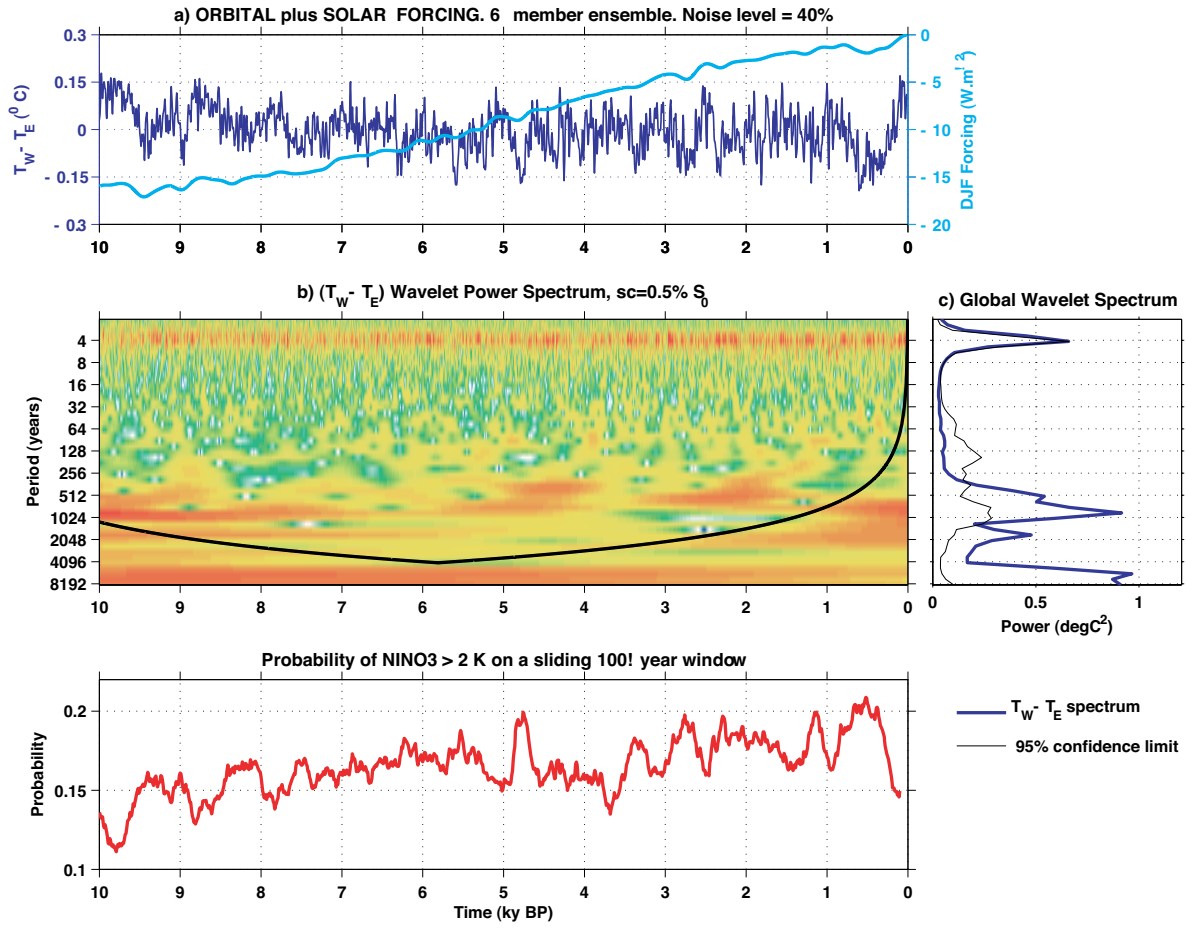 a) ORBITAL plus SOLAR FORCING. 6 member ensemble. Noise level = 40%
0.3
0.15
0
- 0.15
- 0.3
T_W- T_E (⁰ C)
0
- 5
- 10
- 15
- 20
DJF Forcing (W.m! 2)
10 9 8 7 6 5 4 3 2 1 0
b) (T_W- T_E) Wavelet Power Spectrum, sc=0.5% S_0
c) Global Wavelet Spectrum
Period (years)
4
8
16
32
64
128
256
512
1024
2048
4096
8192
10 9 8 7 6 5 4 3 2 1 0
0 0.5 1
Power (degC²)
Probability of NINO3 > 2 K on a sliding 100! year window
Probability
0.2
0.15
0.1
10 9 8 7 6 5 4 3 2 1 0
Time (ky BP)
T_W- T_E spectrum
95% confidence limit